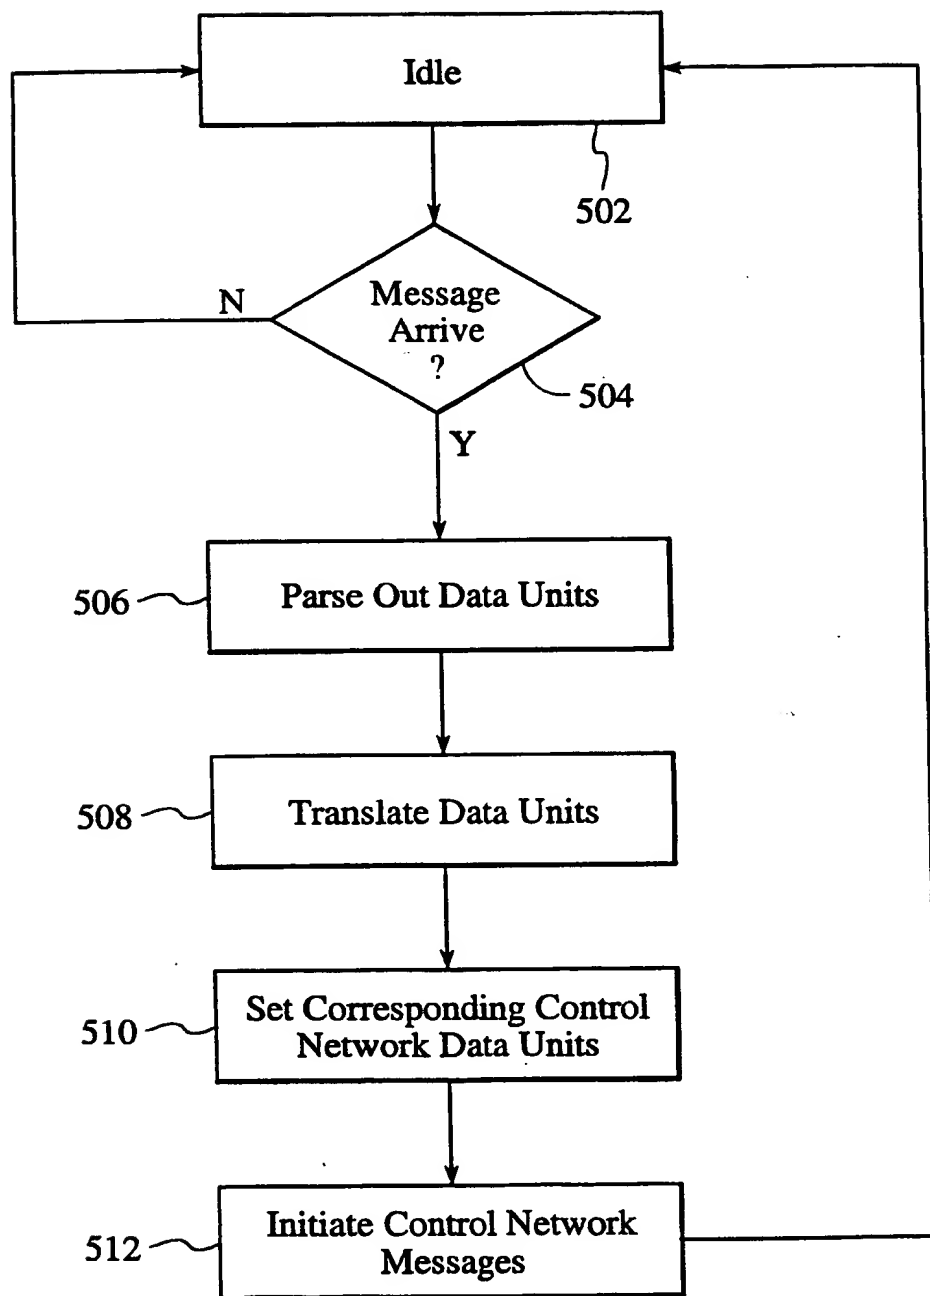 Idle
502
N
Message
Arrive
?
504
Y
506
Parse Out Data Units
508
Translate Data Units
510
Set Corresponding Control
Network Data Units
512
Initiate Control Network
Messages